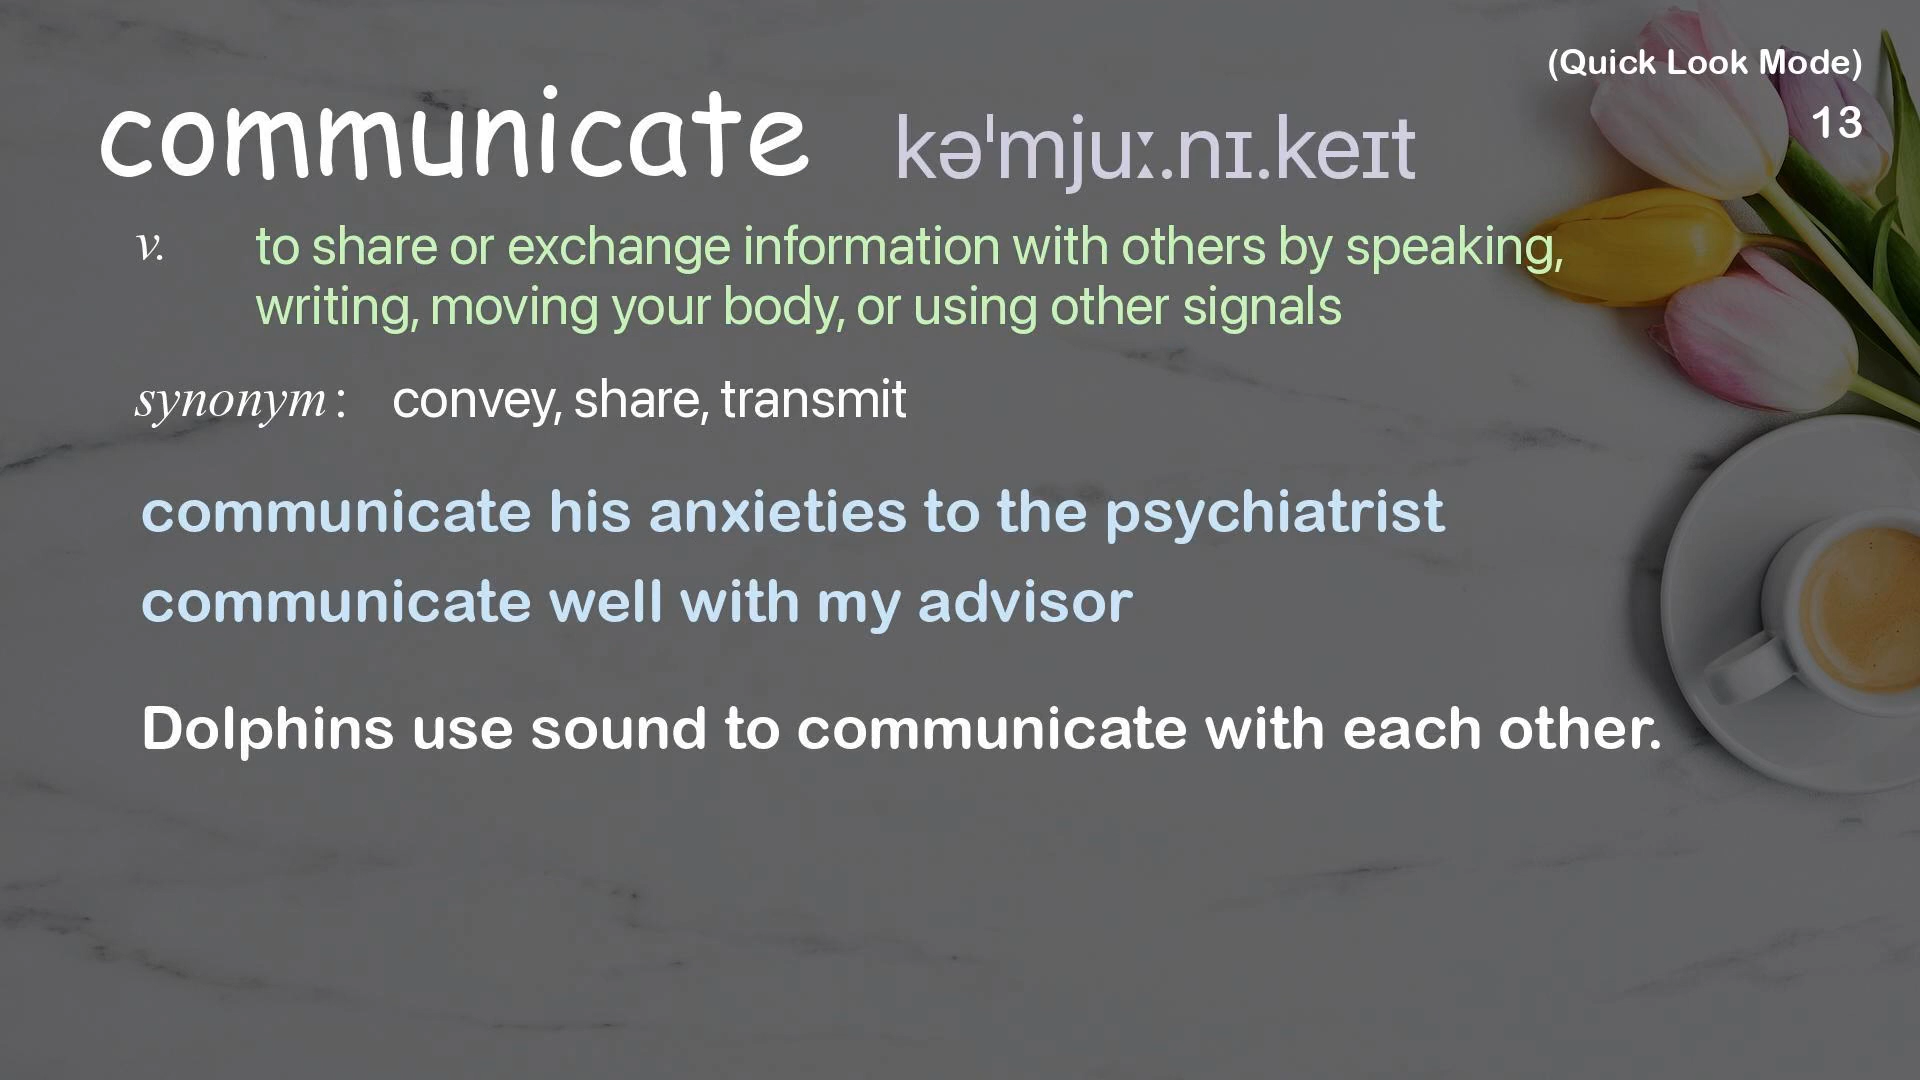 (Quick Look Mode)
13
communicate kəˈmjuː.nɪ.keɪt
v. to share or exchange information with others by speaking,
writing, moving your body, or using other signals
synonym: convey, share, transmit
communicate his anxieties to the psychiatrist
communicate well with my advisor
Dolphins use sound to communicate with each other.